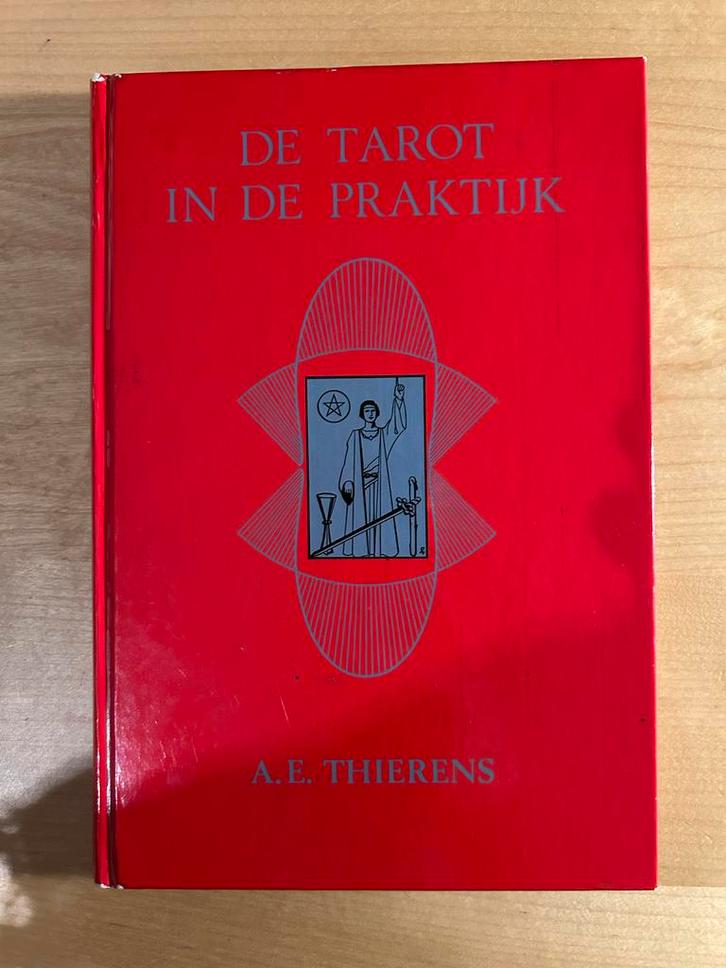 DE TAROT
IN DE PRAKTIJK
A. E. THIERENS